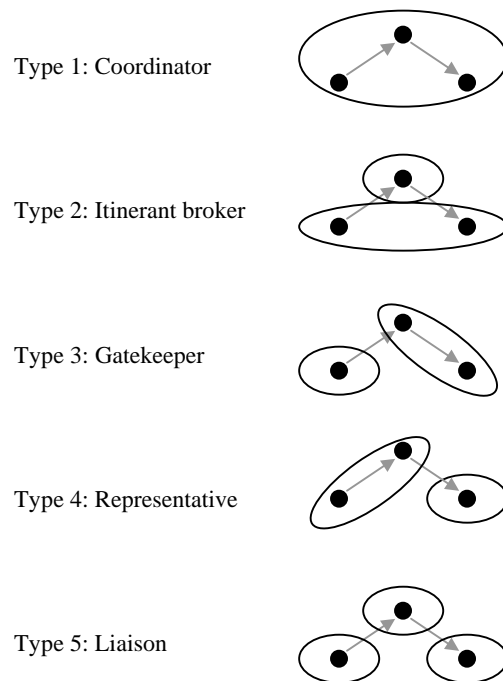 Type 1: Coordinator
Type 2: Itinerant broker
Type 3: Gatekeeper
Type 4: Representative
Type 5: Liaison